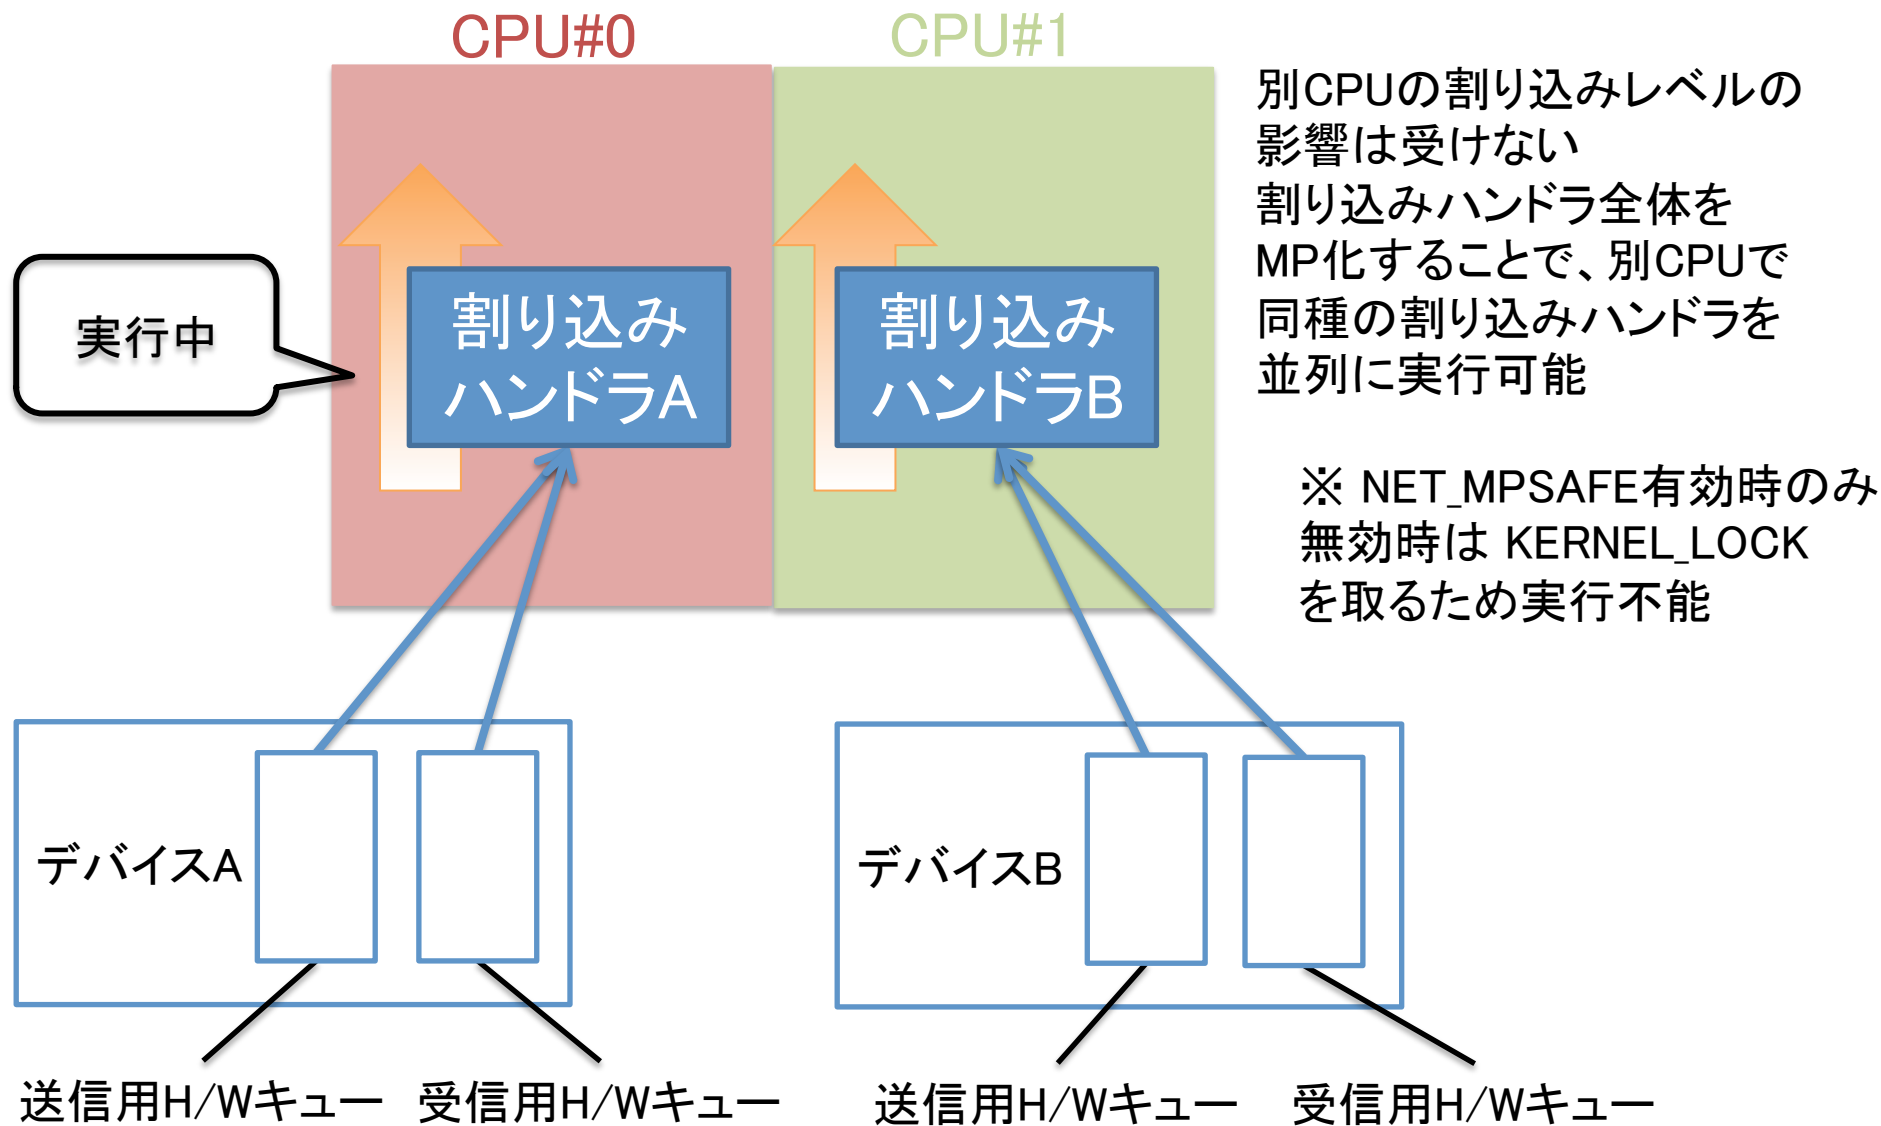 CPU#0
CPU#1
別CPUの割り込みレベルの
影響は受けない
割り込みハンドラ全体を
MP化することで、別CPUで
同種の割り込みハンドラを
並列に実行可能
実行中
割り込み
ハンドラA
割り込み
ハンドラB
※ NET_MPSAFE有効時のみ
無効時は KERNEL_LOCK
を取るため実行不能
デバイスA
デバイスB
送信用H/Wキュー
受信用H/Wキュー
送信用H/Wキュー
受信用H/Wキュー